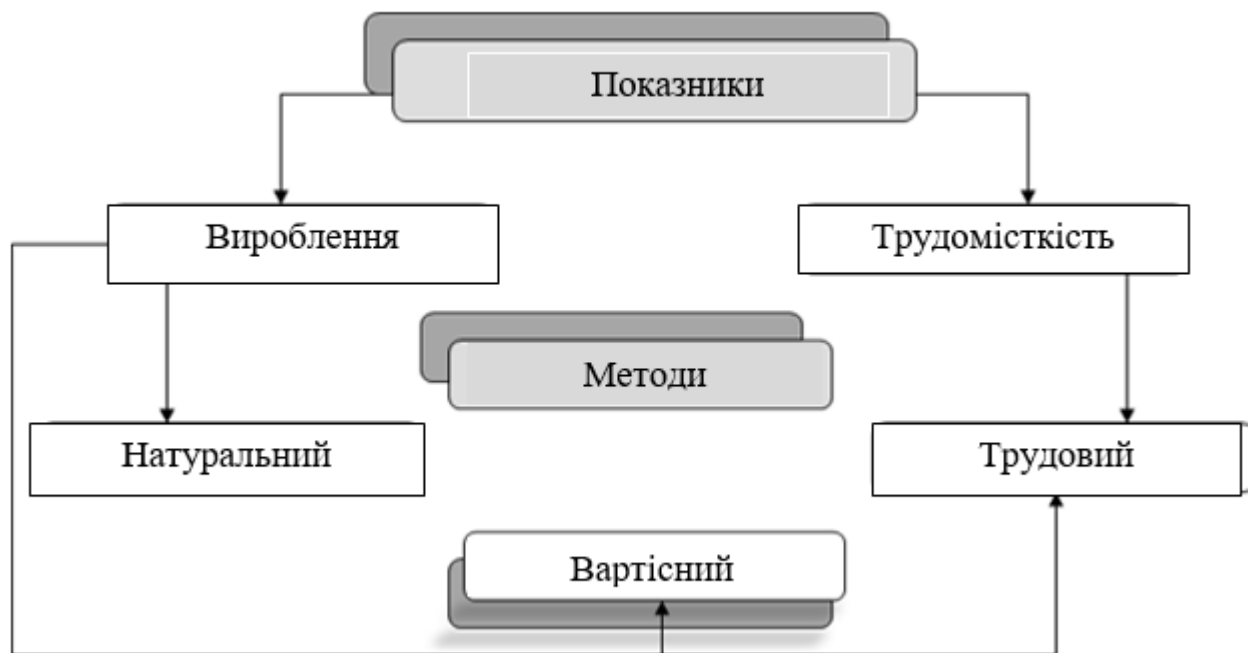 Показники
Вироблення
Трудомісткість
Методи
Натуральний
Трудовий
Вартісний